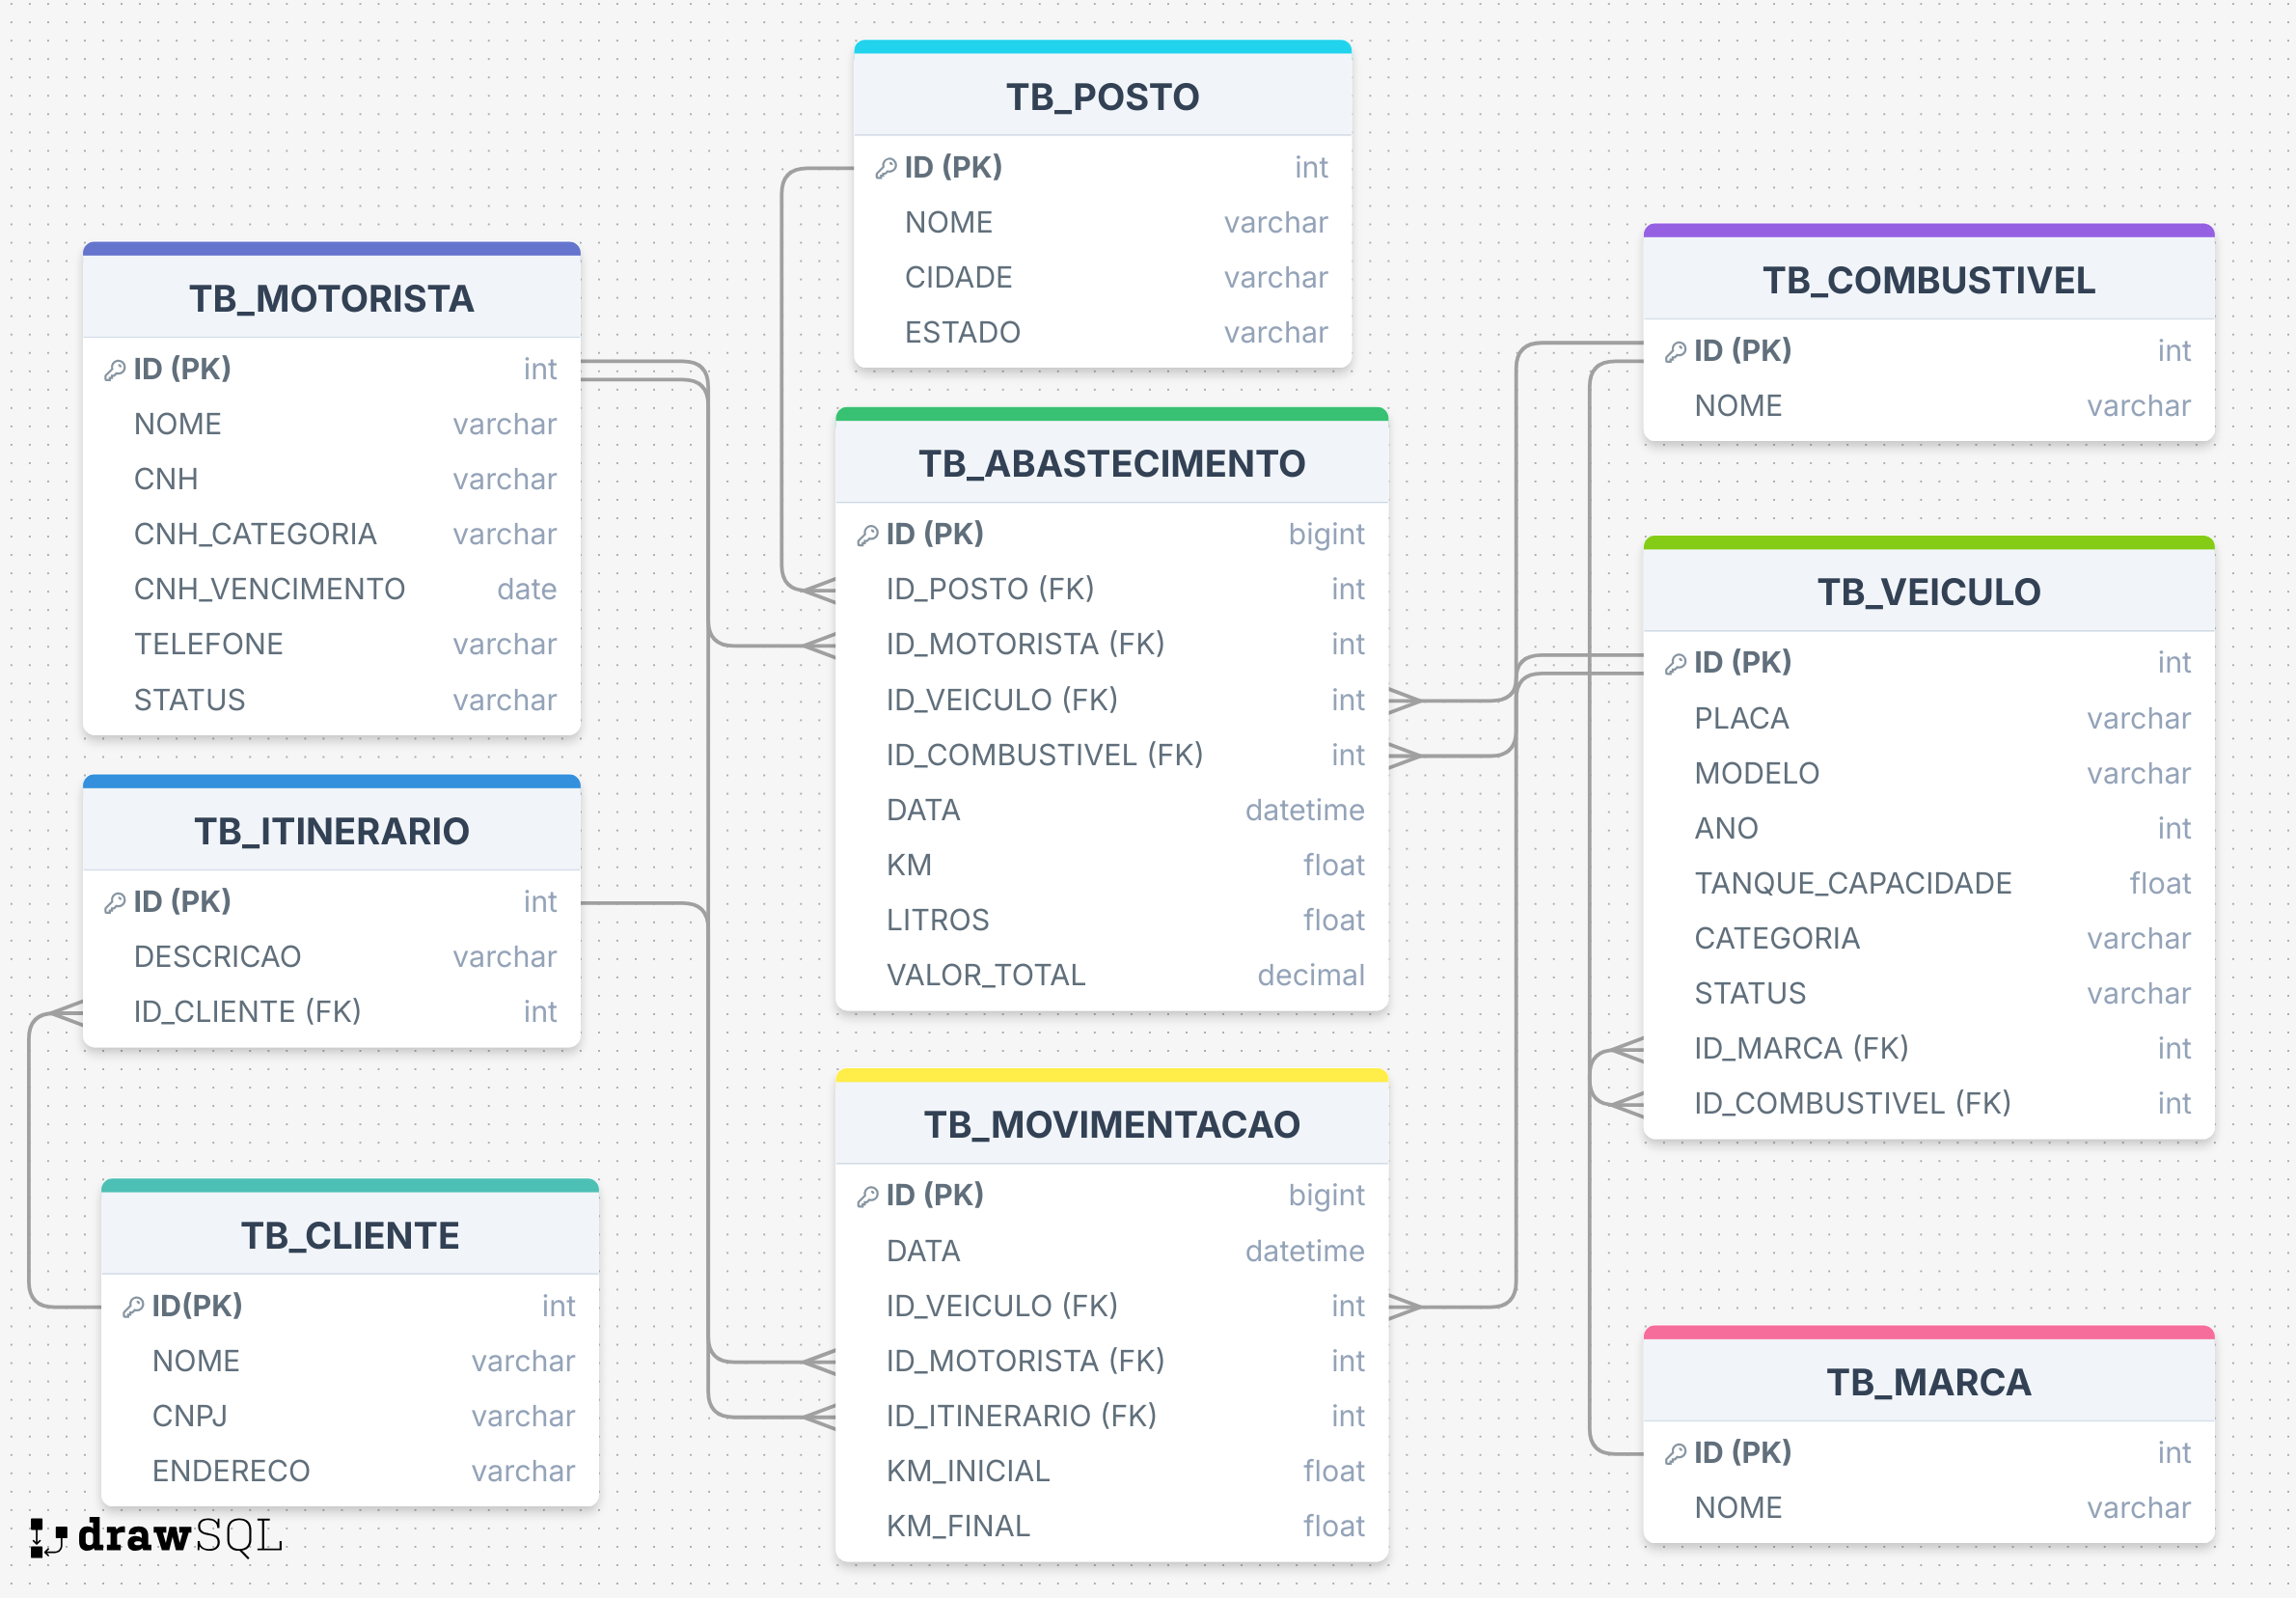 TB_POSTO
ID (PK) int
NOME varchar
CIDADE varchar
ESTADO varchar
TB_MOTORISTA
ID (PK) int
NOME varchar
CNH varchar
CNH_CATEGORIA varchar
CNH_VENCIMENTO date
TELEFONE varchar
STATUS varchar
TB_COMBUSTIVEL
ID (PK) int
NOME varchar
TB_ABASTECIMENTO
ID (PK) bigint
ID_POSTO (FK) int
ID_MOTORISTA (FK) int
ID_VEICULO (FK) int
ID_COMBUSTIVEL (FK) int
DATA datetime
KM float
LITROS float
VALOR_TOTAL decimal
TB_VEICULO
ID (PK) int
PLACA varchar
MODELO varchar
ANO int
TANQUE_CAPACIDADE float
CATEGORIA varchar
STATUS varchar
ID_MARCA (FK) int
ID_COMBUSTIVEL (FK) int
TB_ITINERARIO
ID (PK) int
DESCRICAO varchar
ID_CLIENTE (FK) int
TB_MOVIMENTACAO
ID (PK) bigint
DATA datetime
ID_VEICULO (FK) int
ID_MOTORISTA (FK) int
ID_ITINERARIO (FK) int
KM_INICIAL float
KM_FINAL float
TB_CLIENTE
ID(PK) int
NOME varchar
CNPJ varchar
ENDERECO varchar
TB_MARCA
ID (PK) int
NOME varchar
drawSQL